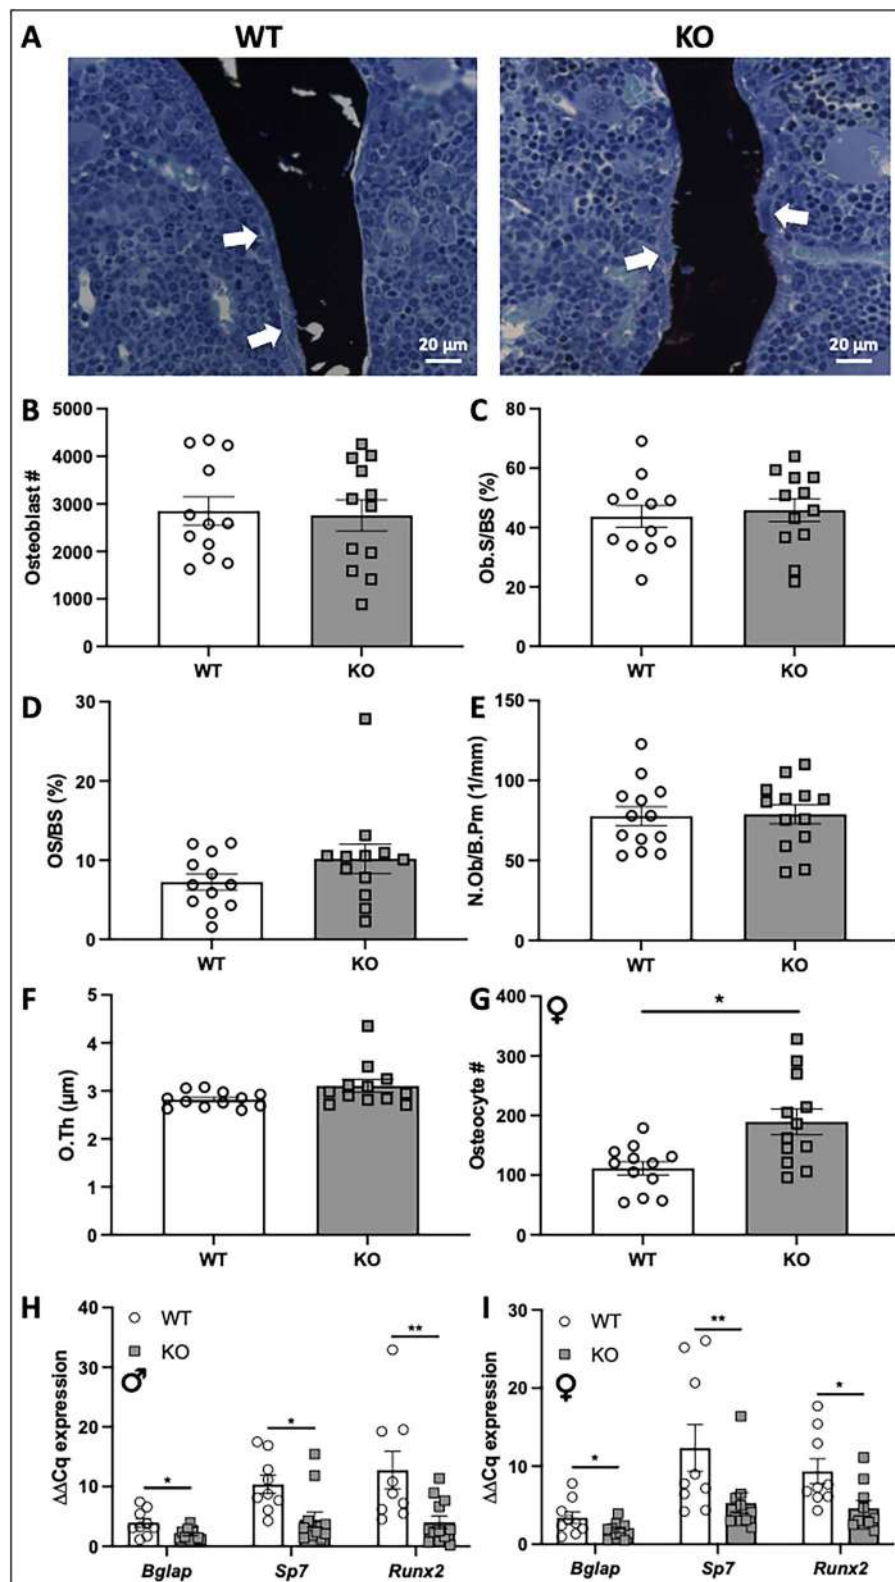 A WT KO
20 µm 20 µm
B C
5000
4000
3000
2000
1000
0
Osteoblast #
WT KO
80
60
40
20
0
Ob.S/BS (%)
WT KO
D E
30
20
10
0
OS/BS (%)
WT KO
150
100
50
0
N.Ob/B.Pm (1/mm)
WT KO
F G
5
4
3
2
1
0
O.Th (µm)
WT KO
♀ *
400
300
200
100
0
Osteocyte #
WT KO
H I
40
30
20
10
0
ΔΔCq expression
WT
KO
♂
* * **
Bglap Sp7 Runx2
30
20
10
0
ΔΔCq expression
WT
KO
♀
* ** *
Bglap Sp7 Runx2